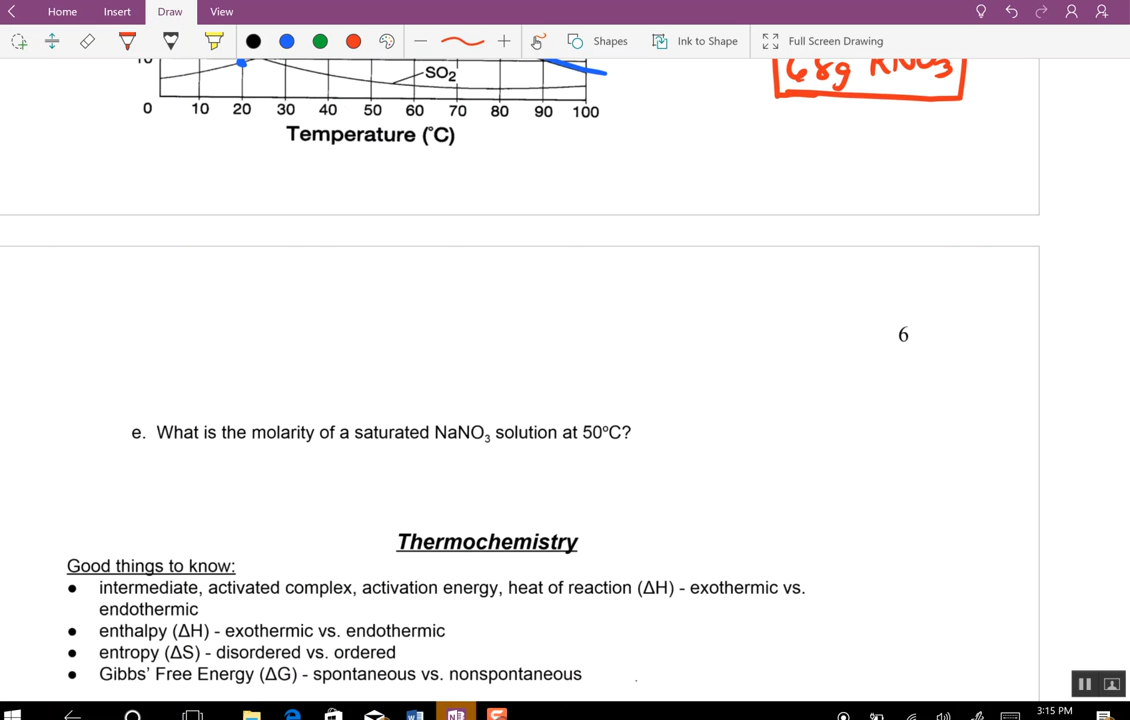 Home Insert Draw View
Shapes Ink to Shape Full Screen Drawing
10
SO2
68g KNO3
0 10 20 30 40 50 60 70 80 90 100
Temperature (°C)
6
e. What is the molarity of a saturated NaNO3 solution at 50°C?
Thermochemistry
Good things to know:
● intermediate, activated complex, activation energy, heat of reaction (ΔH) - exothermic vs.
endothermic
● enthalpy (ΔH) - exothermic vs. endothermic
● entropy (ΔS) - disordered vs. ordered
● Gibbs' Free Energy (ΔG) - spontaneous vs. nonspontaneous
3:15 PM